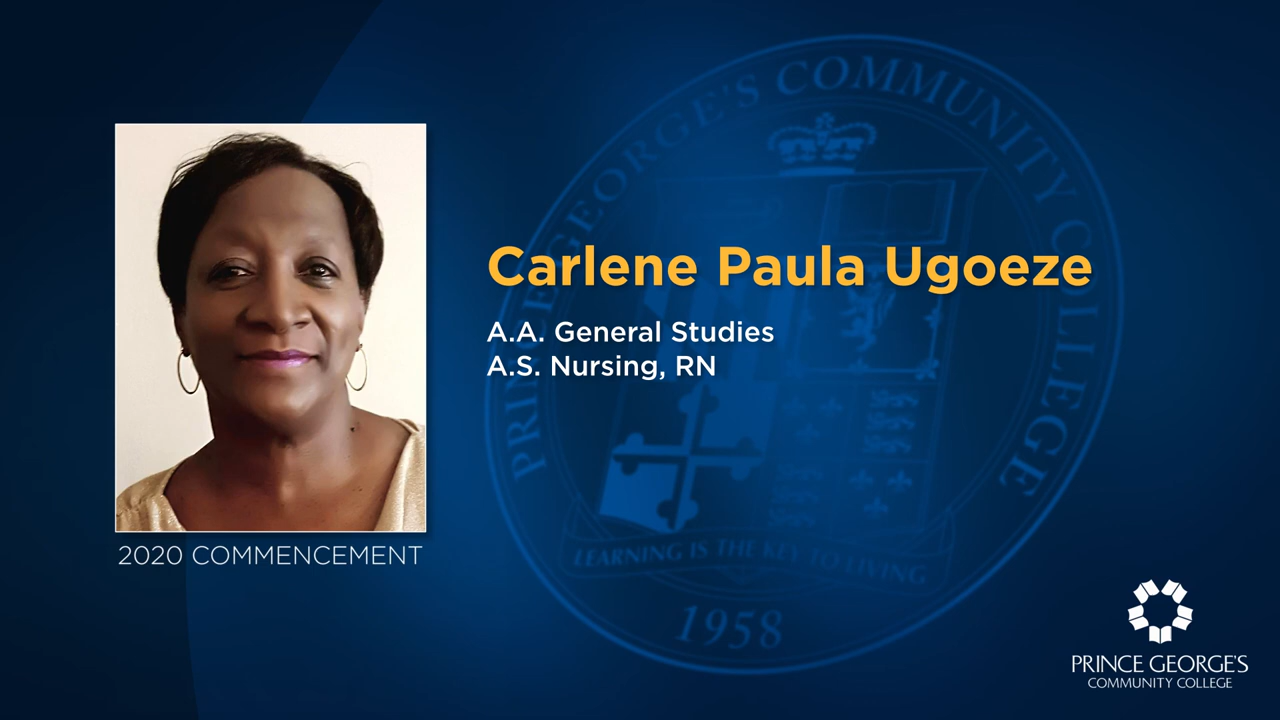 PRINCE GEORGE'S COMMUNITY COLLEGE
Carlene Paula Ugoeze
A.A. General Studies
A.S. Nursing, RN
2020 COMMENCEMENT
LEARNING IS THE KEY TO LIVING
1958
PRINCE GEORGE'S
COMMUNITY COLLEGE